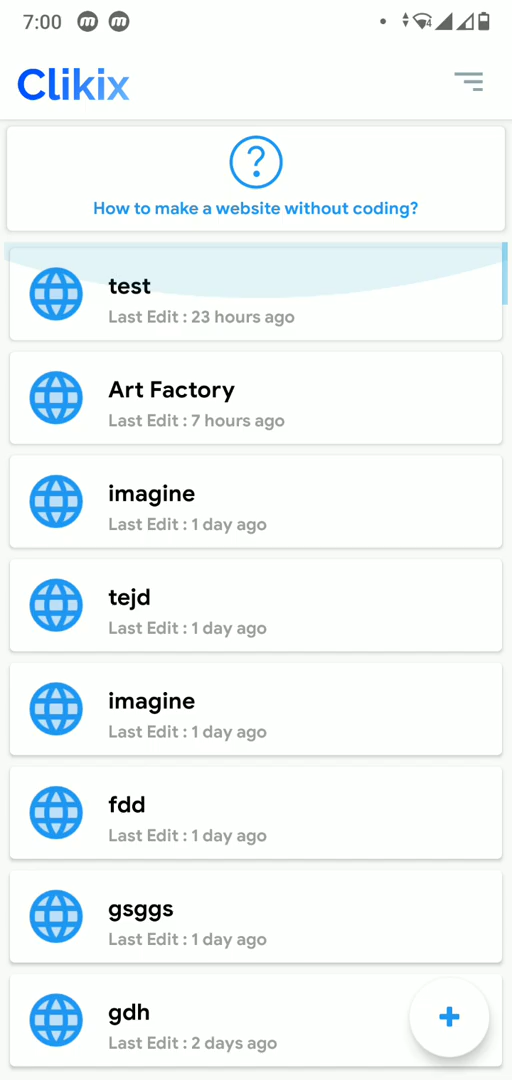 7:00
Clikix
How to make a website without coding?
test
Last Edit : 23 hours ago
Art Factory
Last Edit : 7 hours ago
imagine
Last Edit : 1 day ago
tejd
Last Edit : 1 day ago
imagine
Last Edit : 1 day ago
fdd
Last Edit : 1 day ago
gsggs
Last Edit : 1 day ago
gdh
Last Edit : 2 days ago